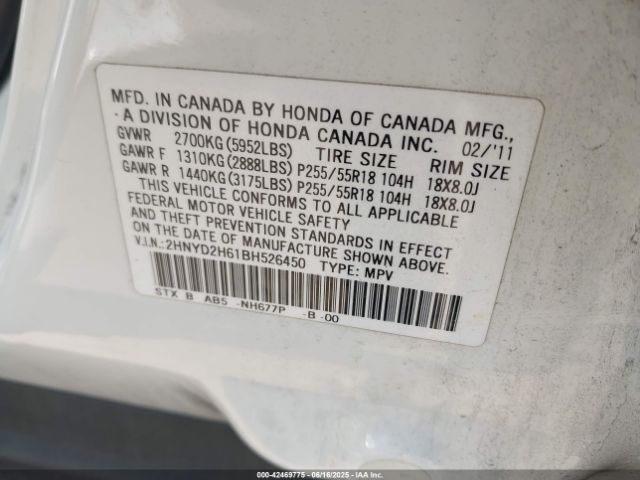 MFD. IN CANADA BY HONDA OF CANADA MFG.,
A DIVISION OF HONDA CANADA INC. 02/'11
GVWR 2700KG(5952LBS) TIRE SIZE RIM SIZE
GAWR F 1310KG(2888LBS) P255/55R18 104H 18X8.0J
GAWR R 1440KG(3175LBS) P255/55R18 104H 18X8.0J
THIS VEHICLE CONFORMS TO ALL APPLICABLE
FEDERAL MOTOR VEHICLE SAFETY
AND THEFT PREVENTION STANDARDS IN EFFECT
ON THE DATE OF MANUFACTURE SHOWN ABOVE.
V.I.N.:2HNYD2H61BH526450 TYPE: MPV
STX B AB5 -NH677P -B -00
000-42469775 - 06/16/2025 - IAA Inc.